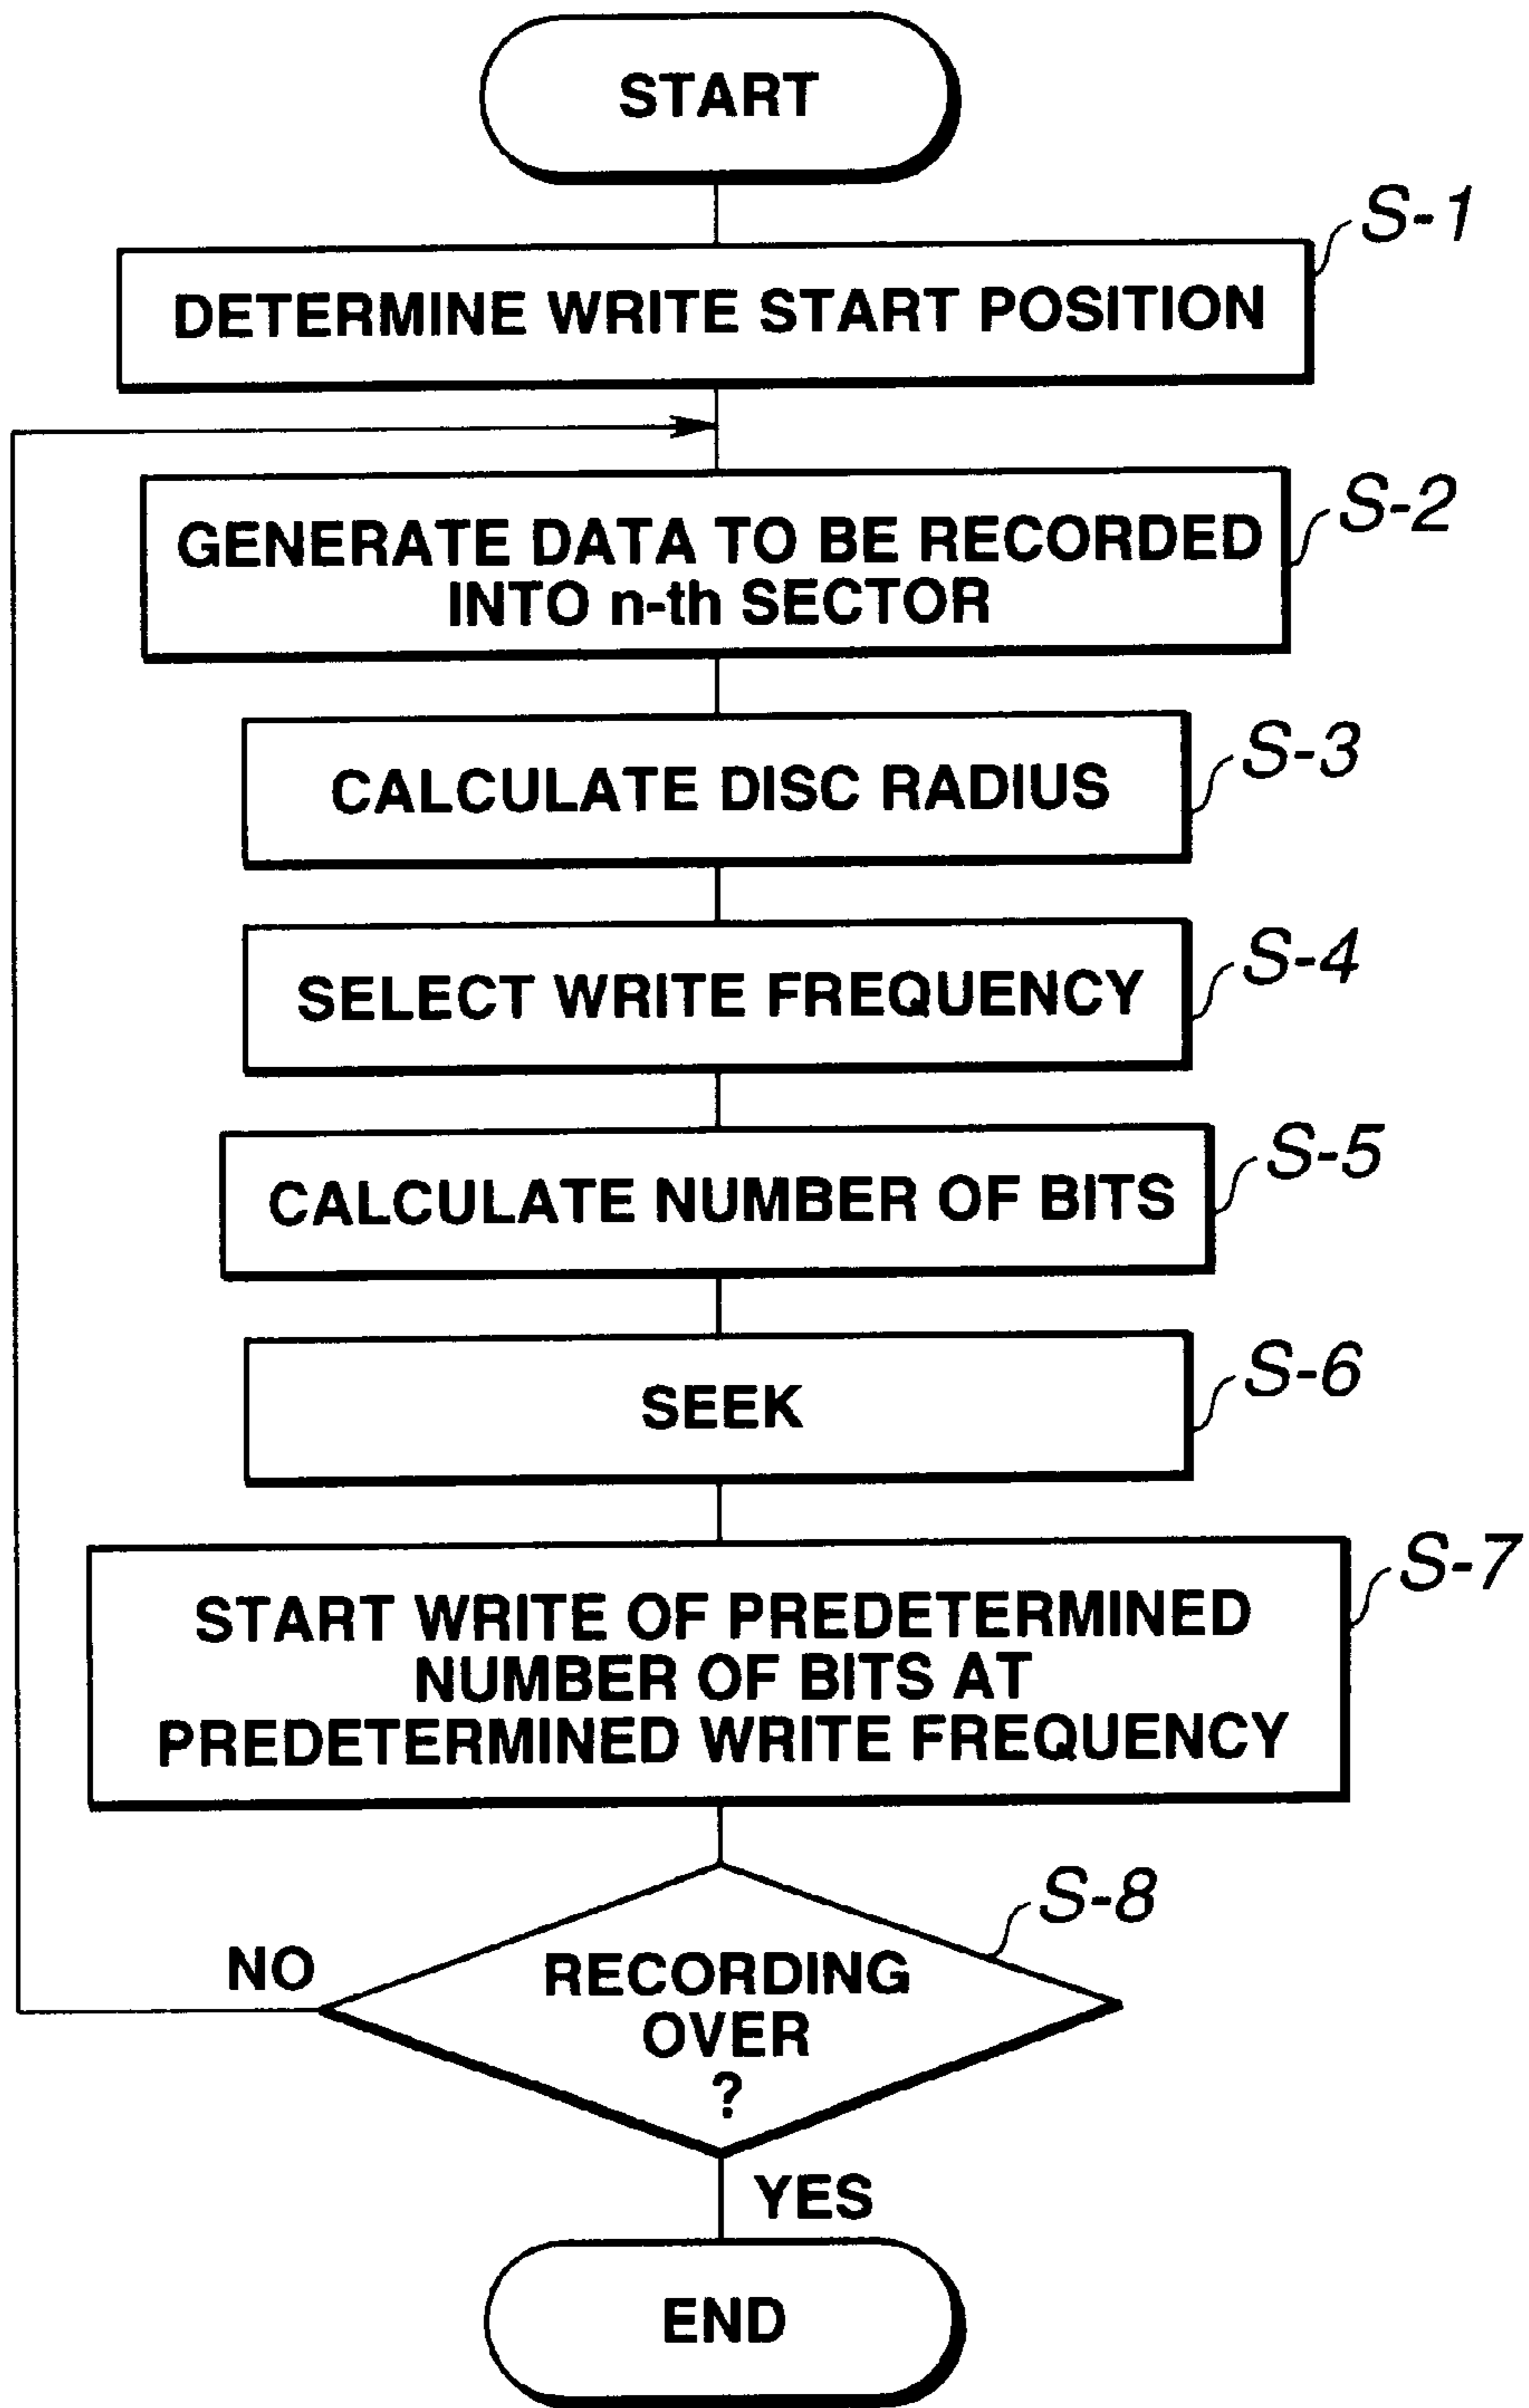 START
S-1
DETERMINE WRITE START POSITION
S-2
GENERATE DATA TO BE RECORDED
INTO n-th SECTOR
S-3
CALCULATE DISC RADIUS
S-4
SELECT WRITE FREQUENCY
S-5
CALCULATE NUMBER OF BITS
S-6
SEEK
S-7
START WRITE OF PREDETERMINED
NUMBER OF BITS AT
PREDETERMINED WRITE FREQUENCY
S-8
NO
RECORDING
OVER
?
YES
END